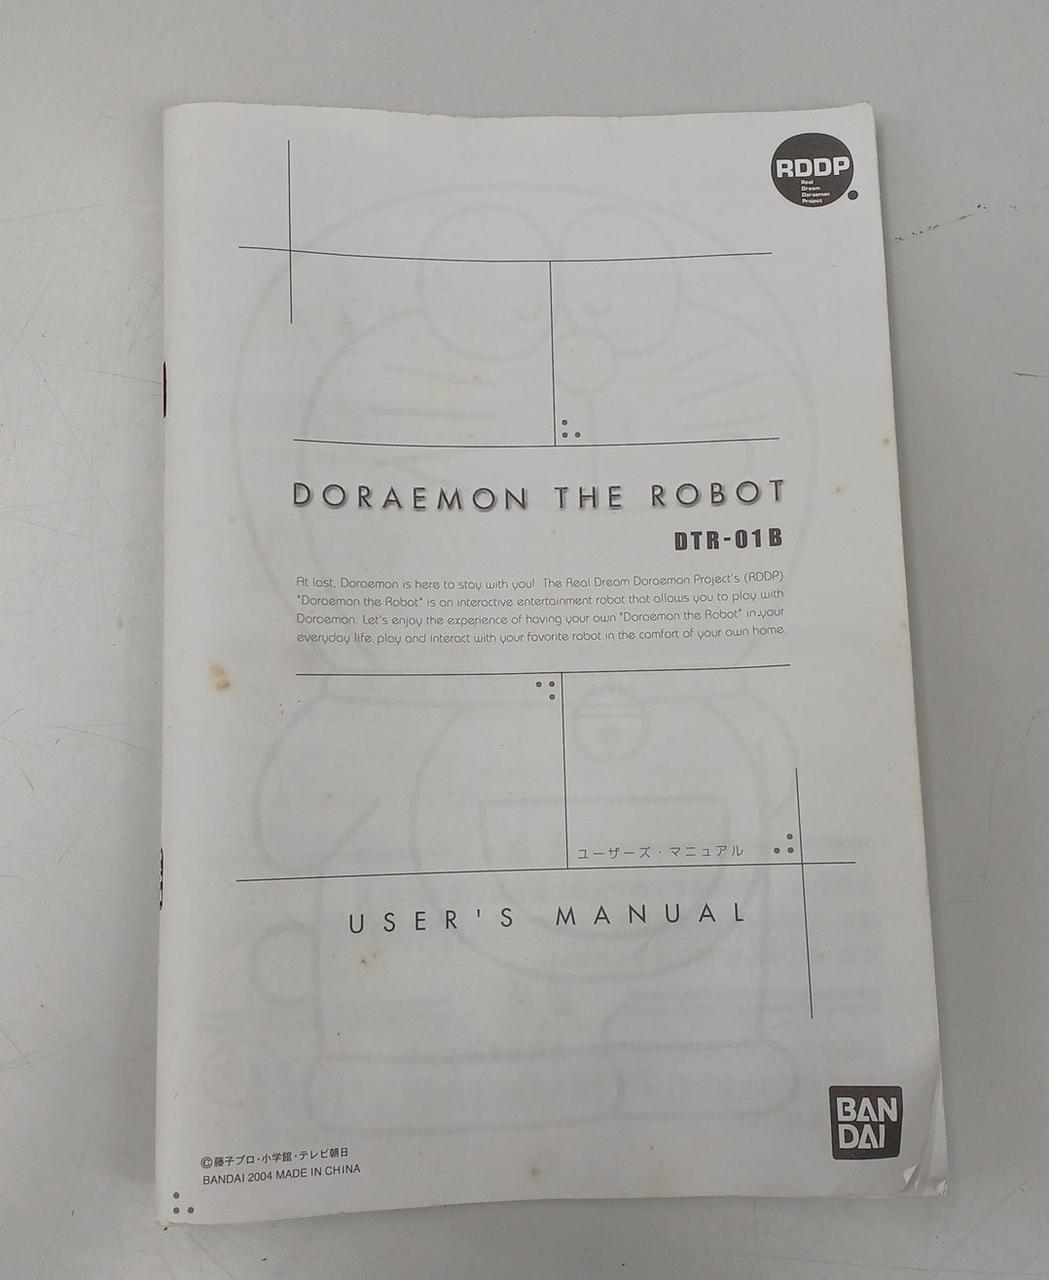 RDDP
Real
Dream
Doraemon
Project
DORAEMON THE ROBOT
DTR-01B
At last, Doraemon is here to stay with you! The Real Dream Doraemon Project's (RDDP)
"Doraemon the Robot" is an interactive entertainment robot that allows you to play with
Doraemon. Let's enjoy the experience of having your own "Doraemon the Robot" in your
everyday life, play and interact with your favorite robot in the comfort of your own home.
ユーザーズ・マニュアル
USER'S MANUAL
BAN
DAI
©藤子プロ・小学館・テレビ朝日
BANDAI 2004 MADE IN CHINA